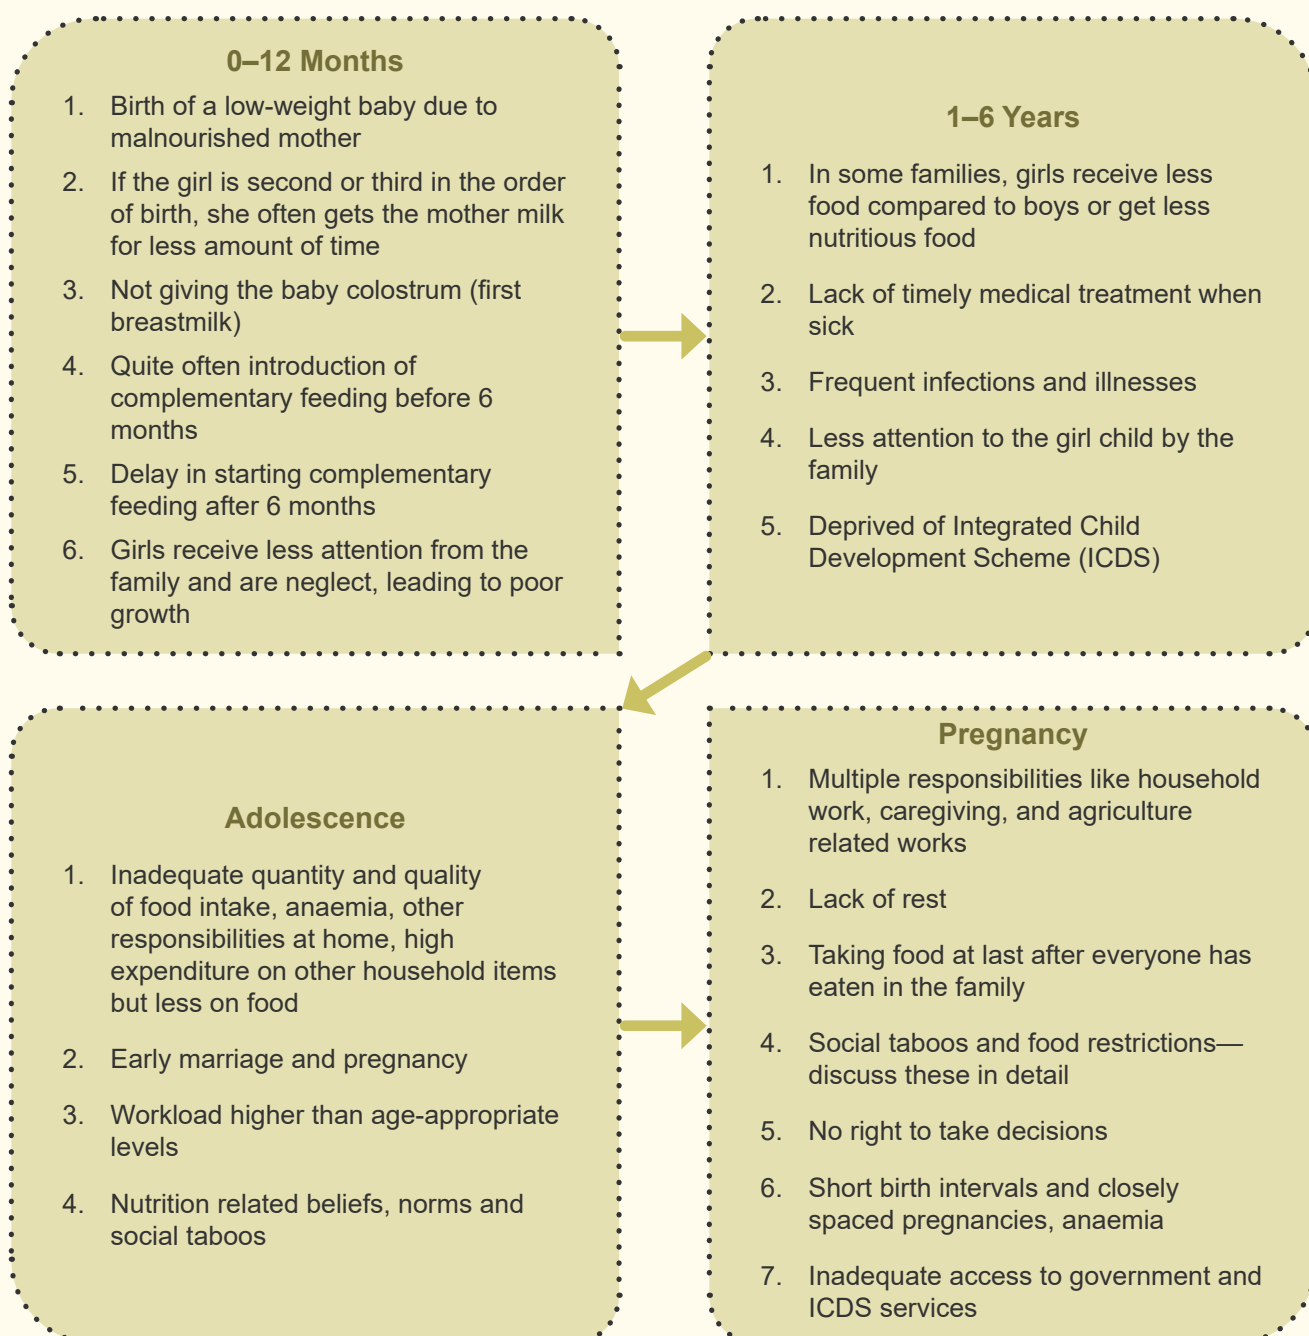 0–12 Months
1. Birth of a low-weight baby due to
malnourished mother
2. If the girl is second or third in the order
of birth, she often gets the mother milk
for less amount of time
3. Not giving the baby colostrum (first
breastmilk)
4. Quite often introduction of
complementary feeding before 6
months
5. Delay in starting complementary
feeding after 6 months
6. Girls receive less attention from the
family and are neglect, leading to poor
growth
1–6 Years
1. In some families, girls receive less
food compared to boys or get less
nutritious food
2. Lack of timely medical treatment when
sick
3. Frequent infections and illnesses
4. Less attention to the girl child by the
family
5. Deprived of Integrated Child
Development Scheme (ICDS)
Adolescence
1. Inadequate quantity and quality
of food intake, anaemia, other
responsibilities at home, high
expenditure on other household items
but less on food
2. Early marriage and pregnancy
3. Workload higher than age-appropriate
levels
4. Nutrition related beliefs, norms and
social taboos
Pregnancy
1. Multiple responsibilities like household
work, caregiving, and agriculture
related works
2. Lack of rest
3. Taking food at last after everyone has
eaten in the family
4. Social taboos and food restrictions—
discuss these in detail
5. No right to take decisions
6. Short birth intervals and closely
spaced pregnancies, anaemia
7. Inadequate access to government and
ICDS services